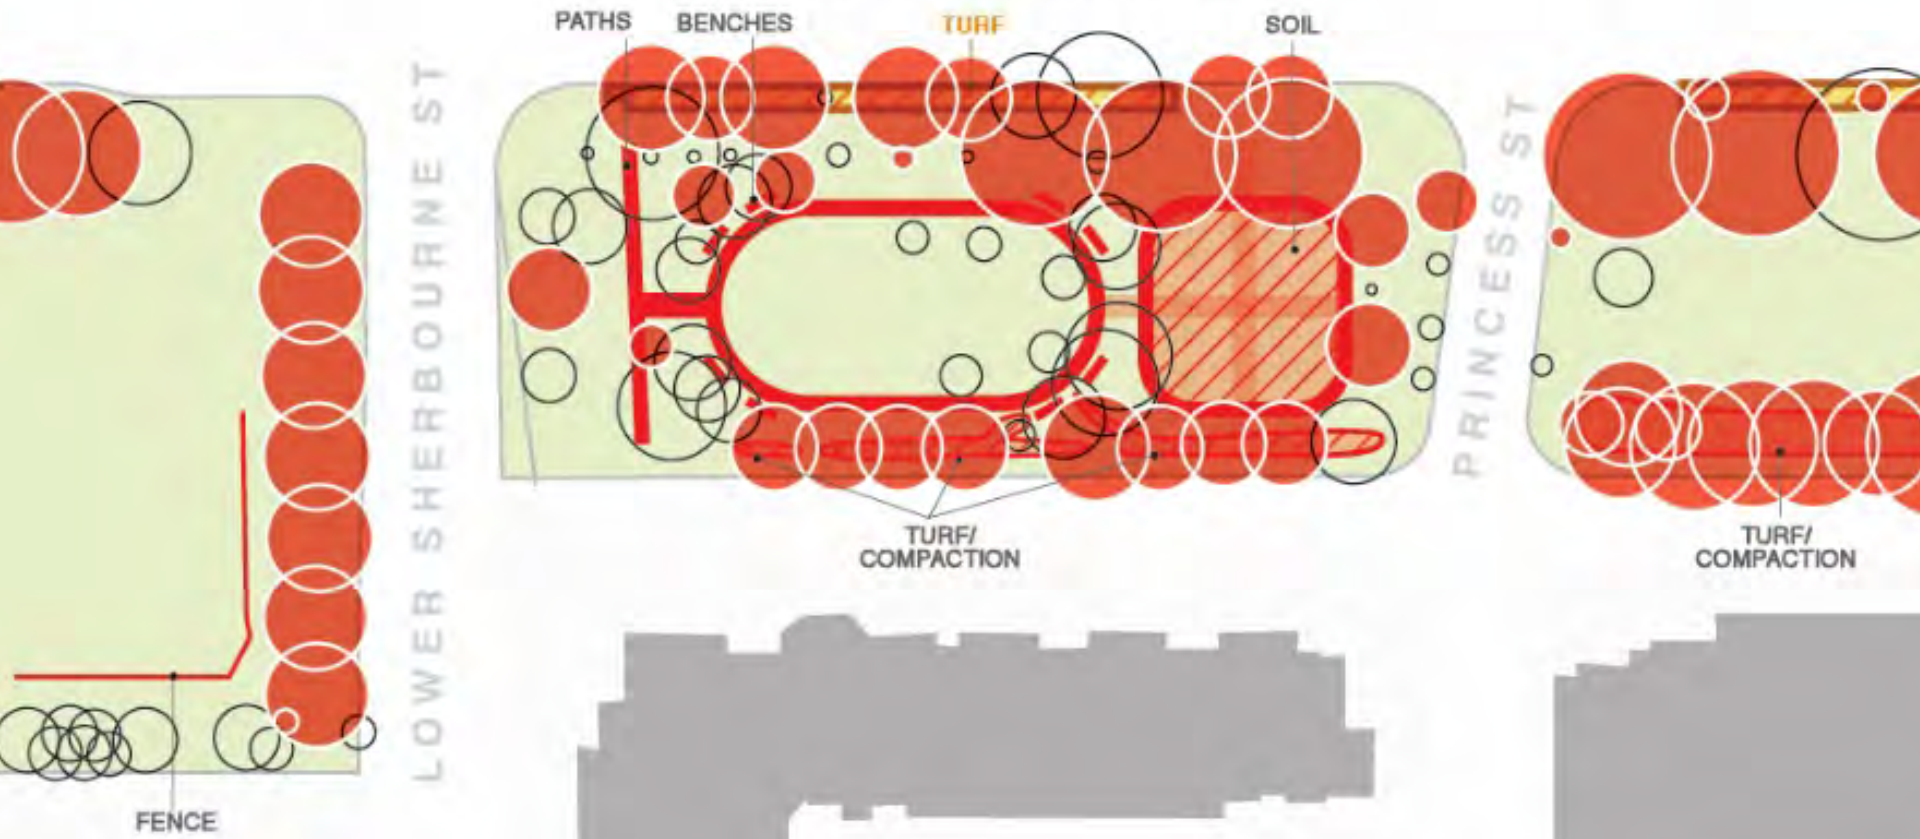 PATHS
BENCHES
TURF
SOIL
LOWER SHERBOURNE ST
PRINCESS ST
TURF/
COMPACTION
TURF/
COMPACTION
FENCE